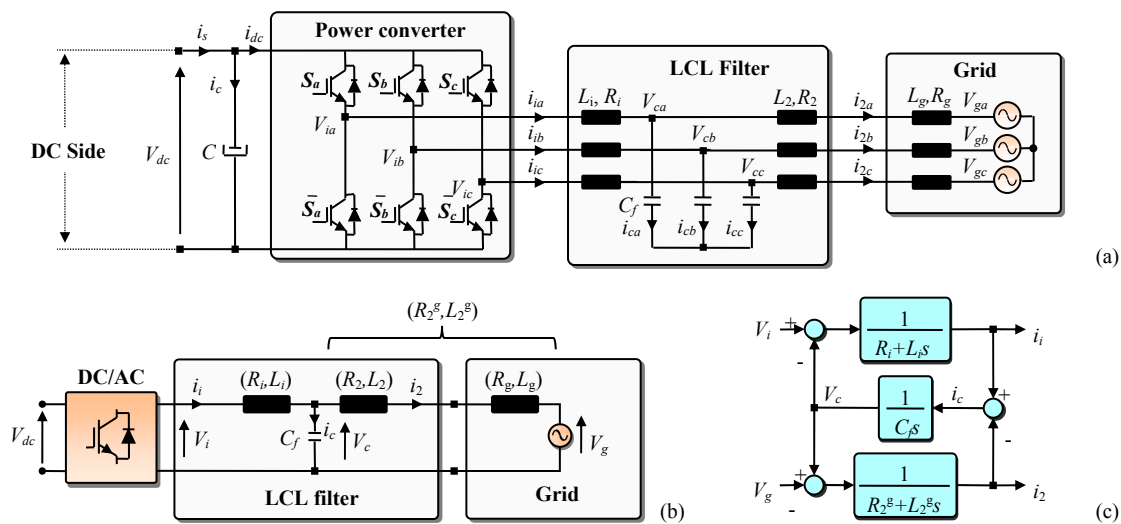 Power converter
LCL Filter
Grid
DC Side
i_s
i_dc
i_c
V_dc
C
S_a
S_b
S_c
V_ia
V_ib
V_ic
S̄_a
S̄_b
S̄_c
i_ia
i_ib
i_ic
L_i, R_i
V_ca
V_cb
V_cc
C_f
i_ca
i_cb
i_cc
L_2,R_2
i_2a
i_2b
i_2c
L_g,R_g
V_ga
V_gb
V_gc
(a)
(R_2^g,L_2^g)
DC/AC
V_dc
i_i
V_i
(R_i,L_i)
(R_2,L_2)
i_2
C_f
i_c
V_c
LCL filter
(R_g,L_g)
V_g
Grid
(b)
V_i
+
-
1
R_i+L_is
i_i
V_c
1
C_fs
i_c
+
-
V_g
+
-
1
R_2^g+L_2^gs
i_2
(c)